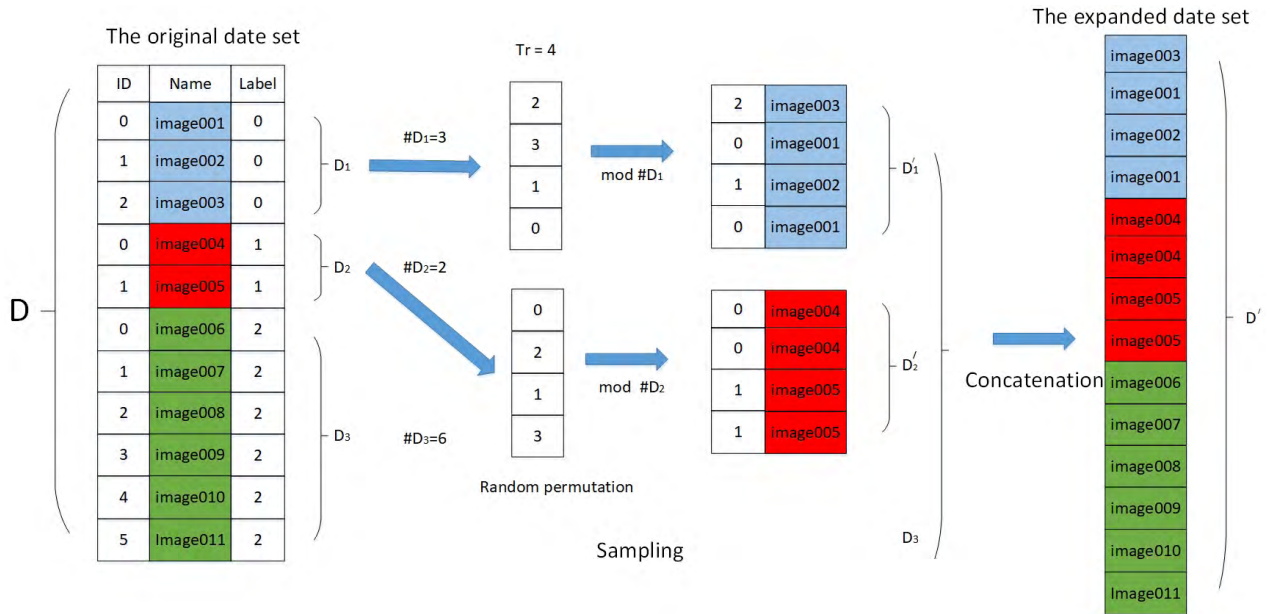 The original date set
ID Name Label
0 image001 0
1 image002 0
2 image003 0
0 image004 1
1 image005 1
0 image006 2
1 image007 2
2 image008 2
3 image009 2
4 image010 2
5 Image011 2
D
D1
D2
D3
#D1=3
#D2=2
#D3=6
Tr = 4
2
3
1
0
0
2
1
3
Random permutation
mod #D1
mod #D2
2 image003
0 image001
1 image002
0 image001
D1′
0 image004
0 image004
1 image005
1 image005
D2′
D3
Sampling
Concatenation
The expanded date set
image003
image001
image002
image001
image004
image004
image005
image005
image006
image007
image008
image009
image010
Image011
D′